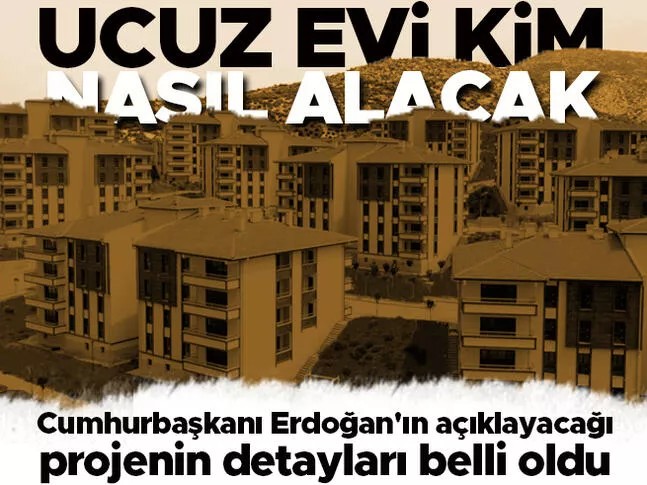 UCUZ EVİ KİM
NASIL ALACAK
Cumhurbaşkanı Erdoğan'ın açıklayacağı
projenin detayları belli oldu